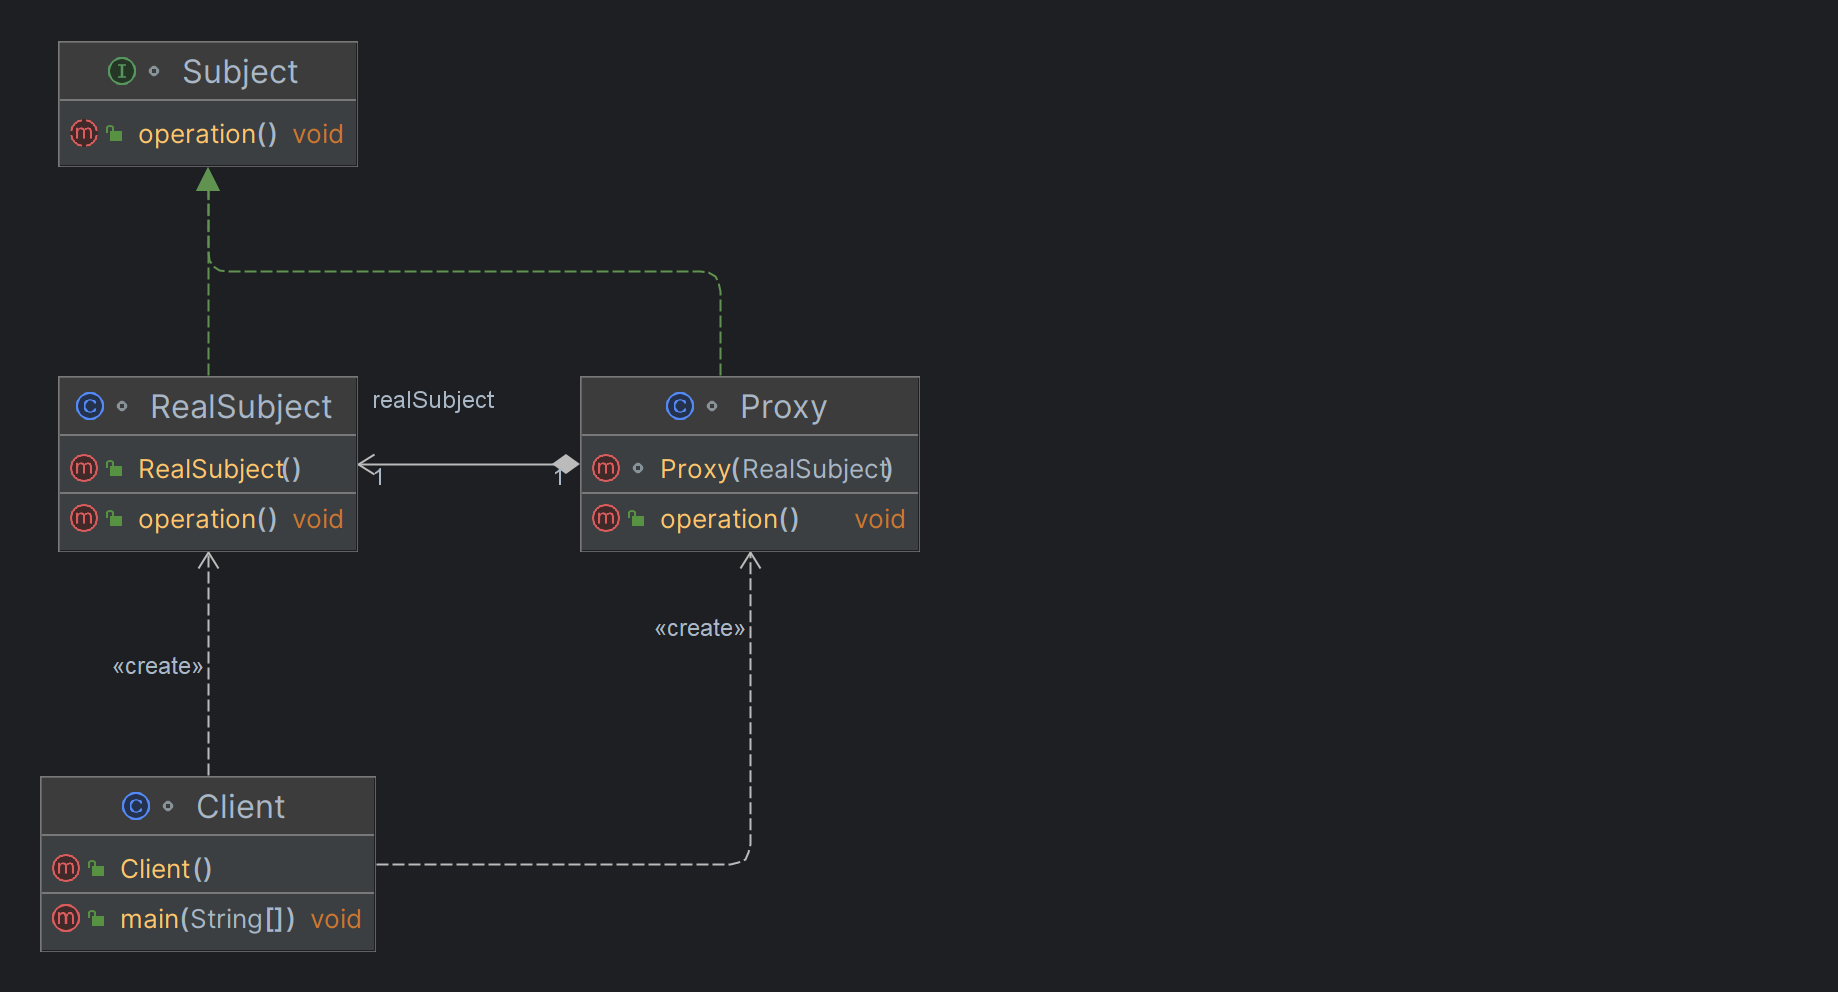 Subject
operation() void
RealSubject
RealSubject()
operation() void
realSubject
1
1
Proxy
Proxy(RealSubject)
operation() void
«create»
«create»
Client
Client()
main(String[]) void